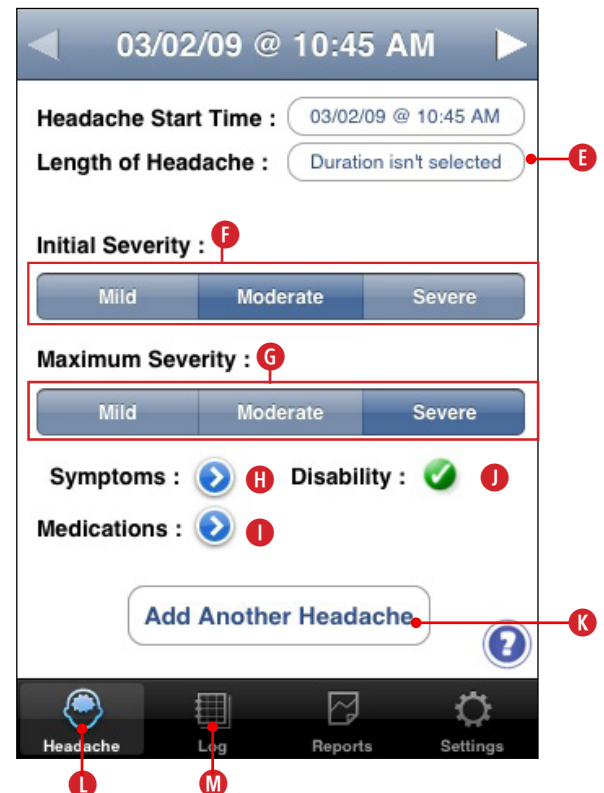 03/02/09 @ 10:45 AM
Headache Start Time : 03/02/09 @ 10:45 AM
Length of Headache : Duration isn't selected E
Initial Severity : F
Mild Moderate Severe
Maximum Severity : G
Mild Moderate Severe
Symptoms : H Disability : J
Medications : I
Add Another Headache K
?
Headache Log Reports Settings
L M